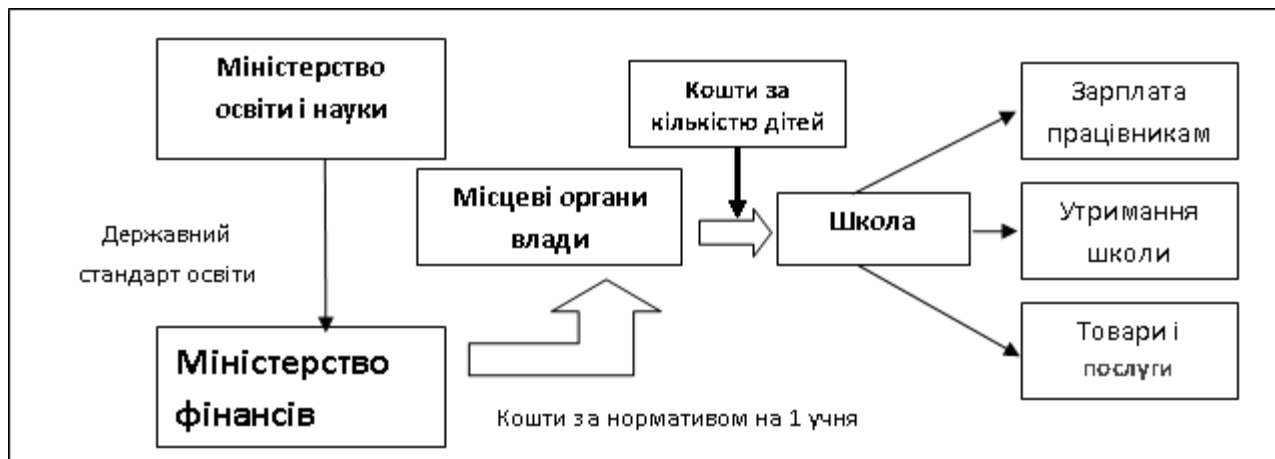 Міністерство
освіти і науки
Кошти за
кількістю дітей
Зарплата
працівникам
Місцеві органи
влади
Школа
Утримання
школи
Державний
стандарт освіти
Міністерство
фінансів
Товари і
послуги
Кошти за нормативом на 1 учня